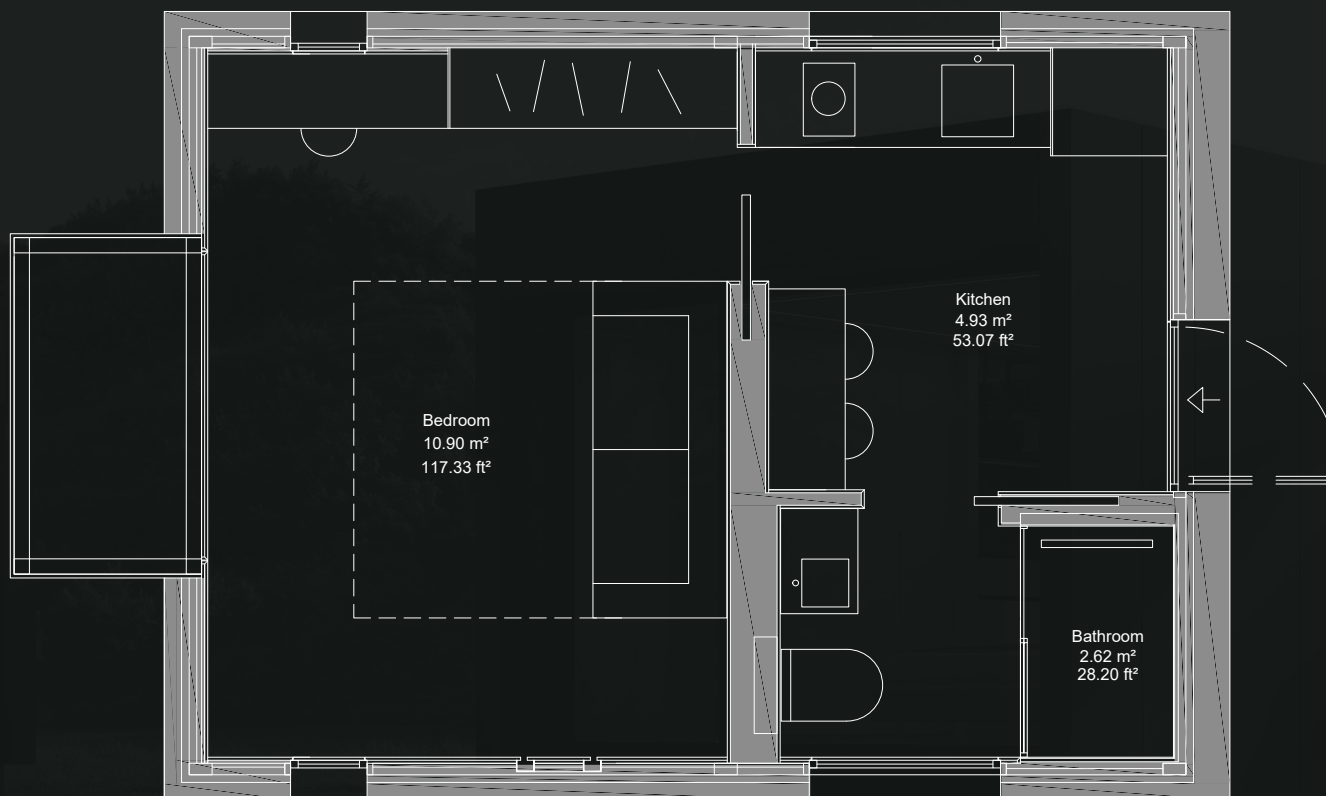 Kitchen
4.93 m²
53.07 ft²
Bedroom
10.90 m²
117.33 ft²
Bathroom
2.62 m²
28.20 ft²